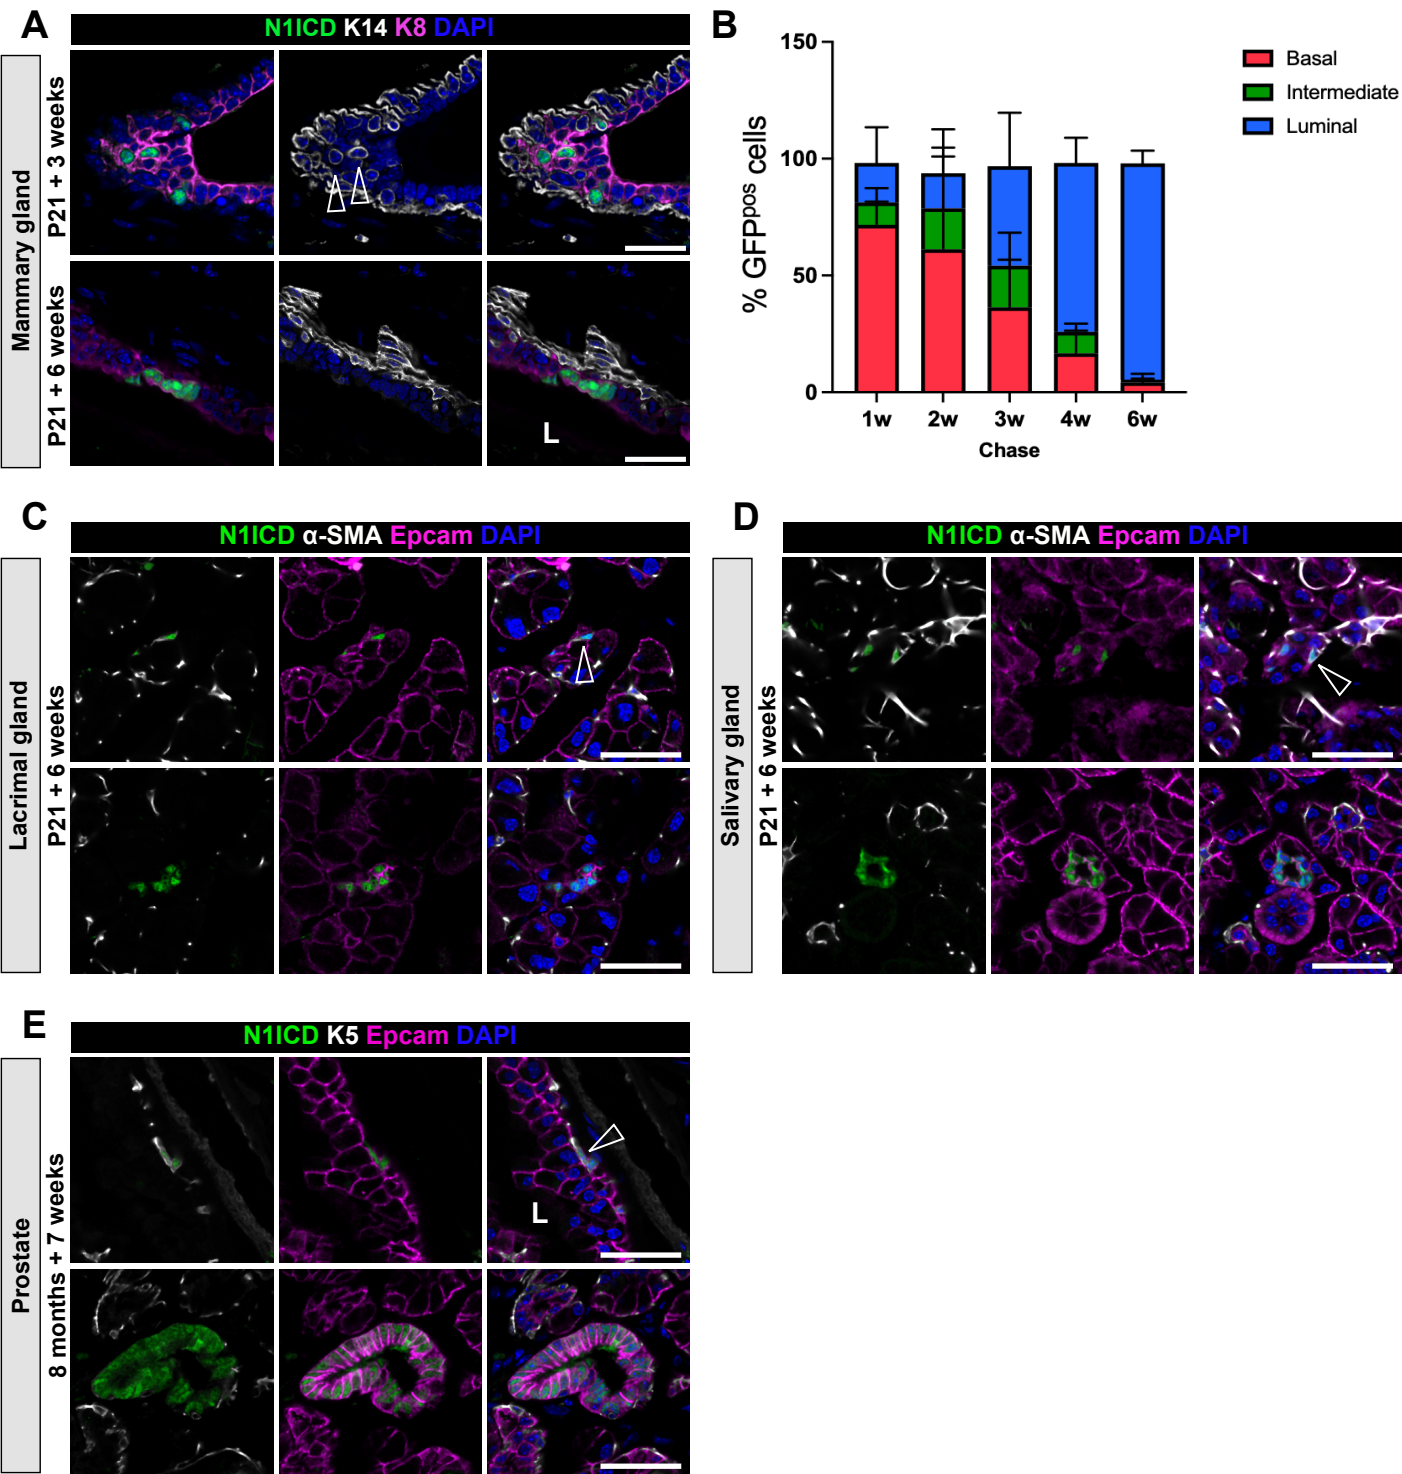 A
N1ICD K14 K8 DAPI
Mammary gland
P21 + 3 weeks
P21 + 6 weeks
L
B
% GFPpos cells
150
100
50
0
1w 2w 3w 4w 6w
Chase
Basal
Intermediate
Luminal
C
N1ICD α-SMA Epcam DAPI
Lacrimal gland
P21 + 6 weeks
D
N1ICD α-SMA Epcam DAPI
Salivary gland
P21 + 6 weeks
E
N1ICD K5 Epcam DAPI
Prostate
8 months + 7 weeks
L